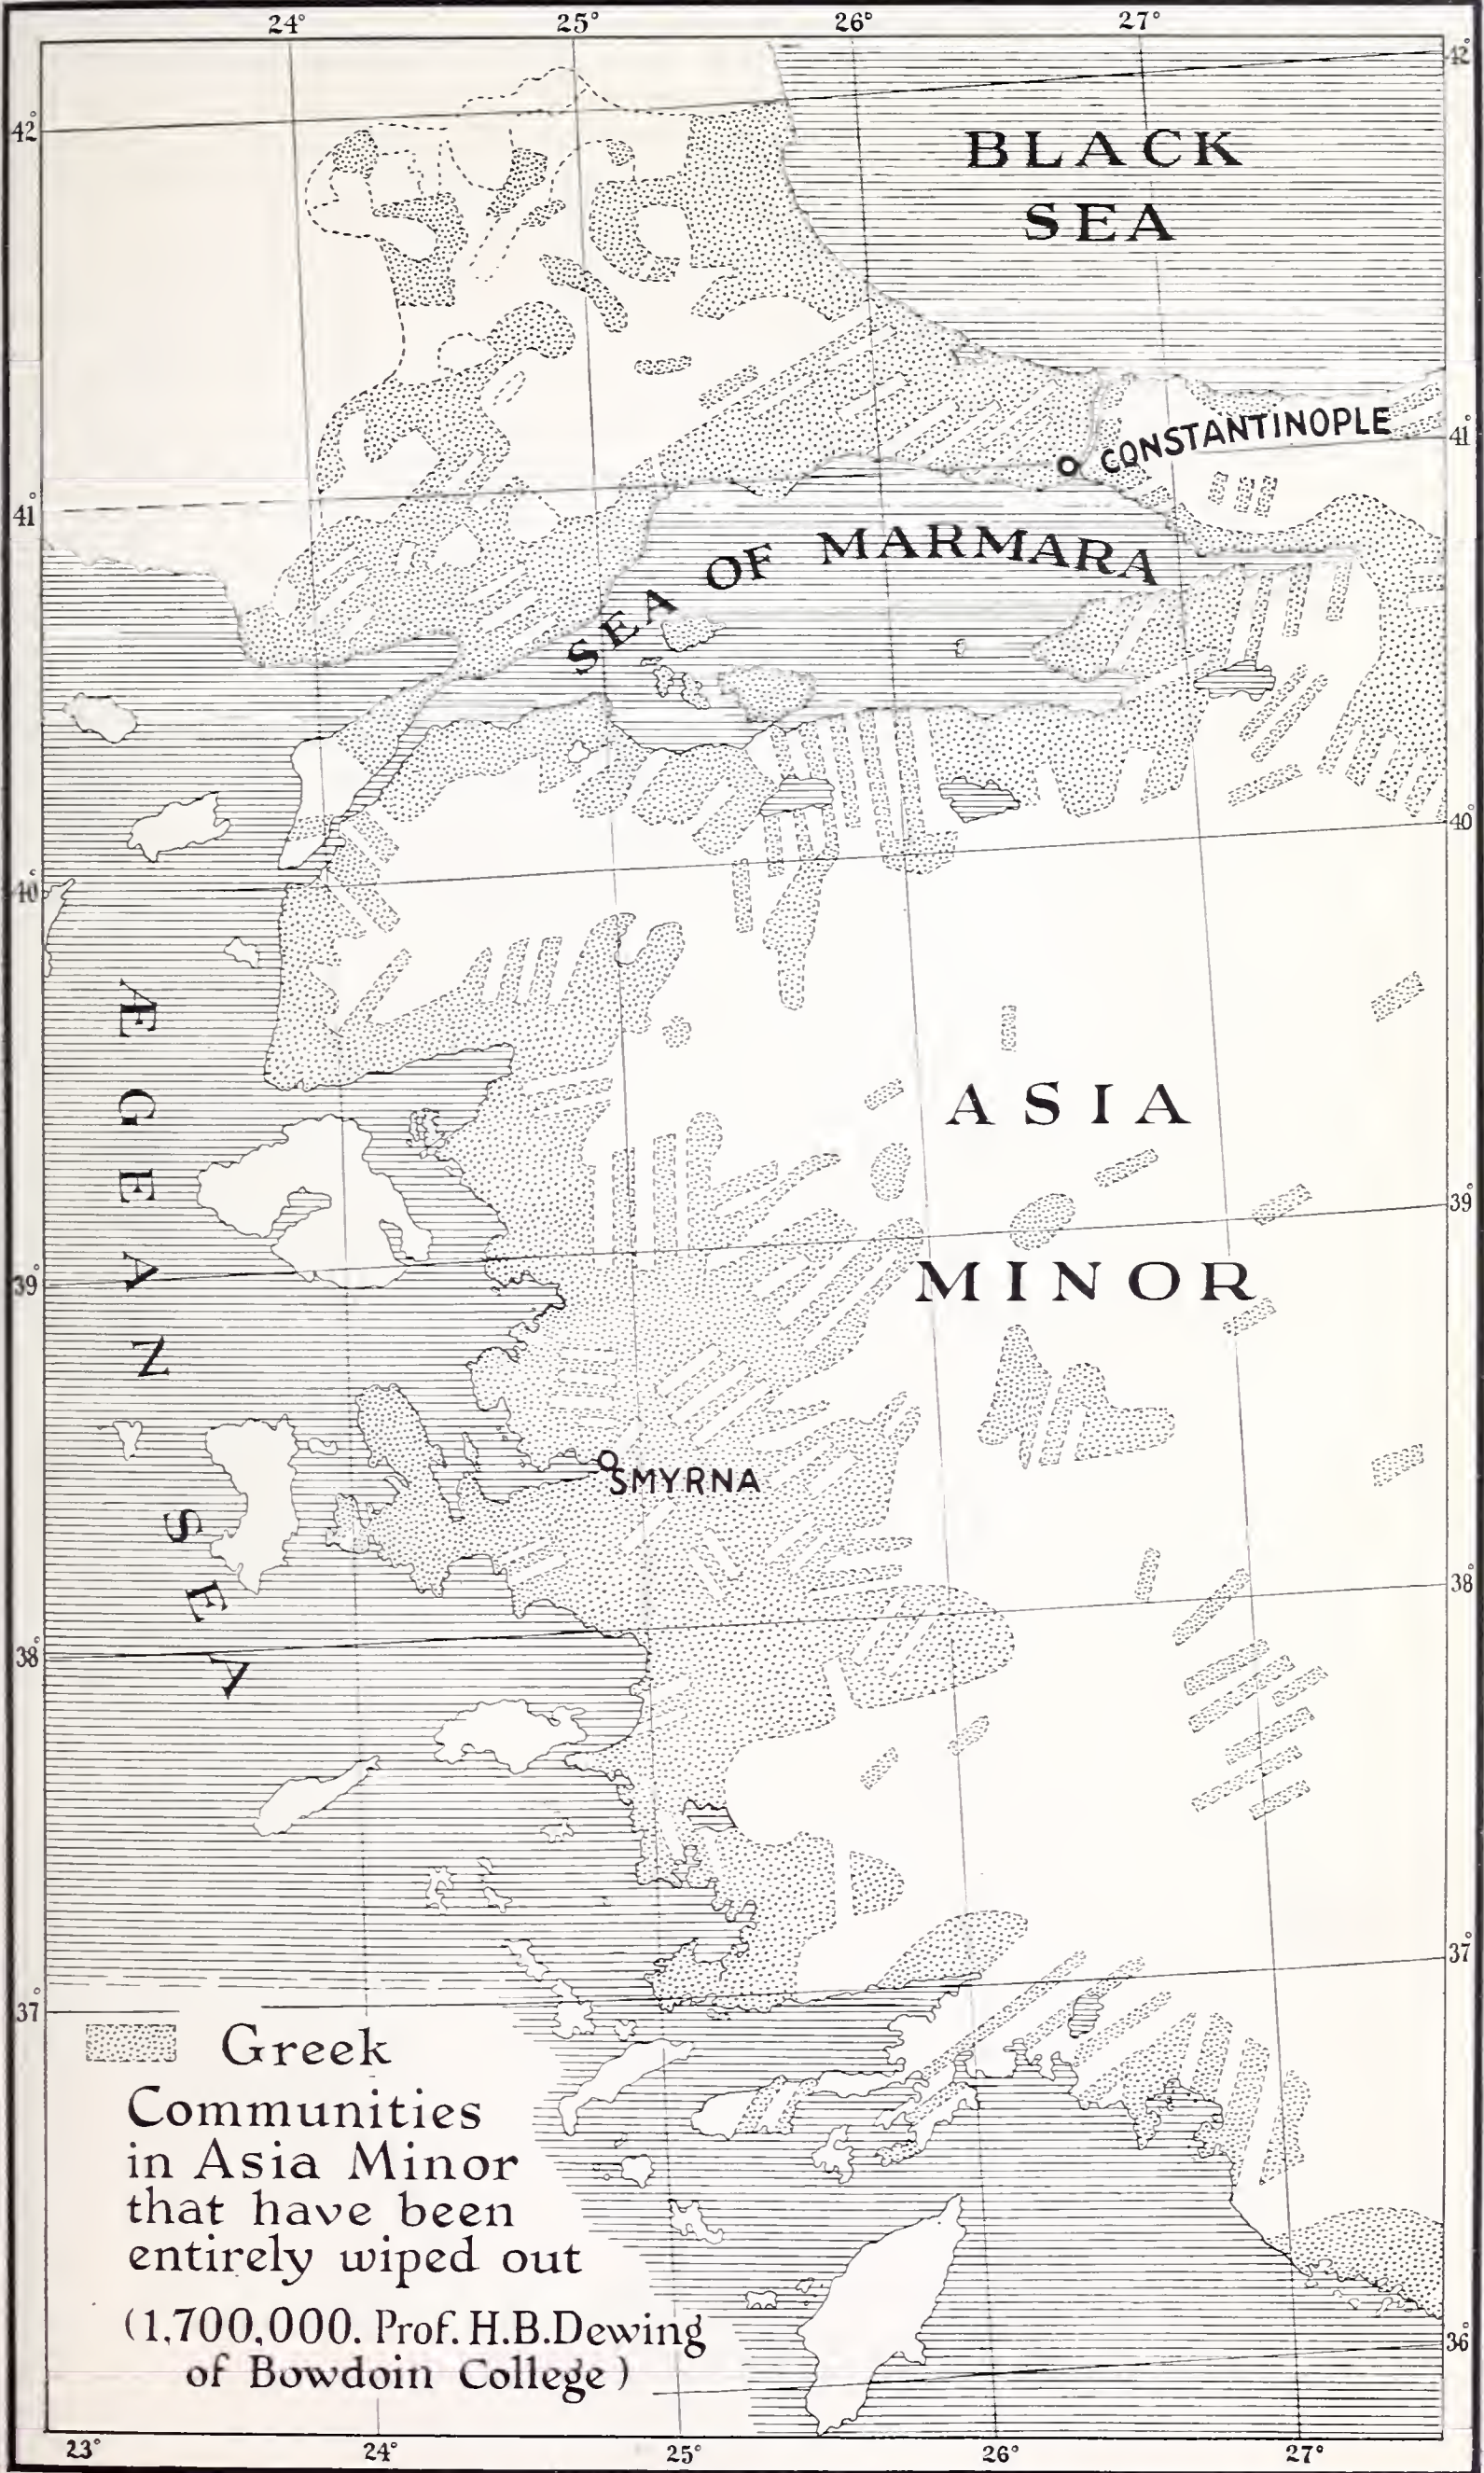 24° 25° 26° 27°
42°
42°
BLACK
SEA
CONSTANTINOPLE
41°
41°
SEA OF MARMARA
40°
40°
ÆGEAN SEA
ASIA
MINOR
39°
39°
SMYRNA
38°
38°
37°
37°
Greek
Communities
in Asia Minor
that have been
entirely wiped out
(1,700,000. Prof. H.B. Dewing
of Bowdoin College)
36°
23° 24° 25° 26° 27°